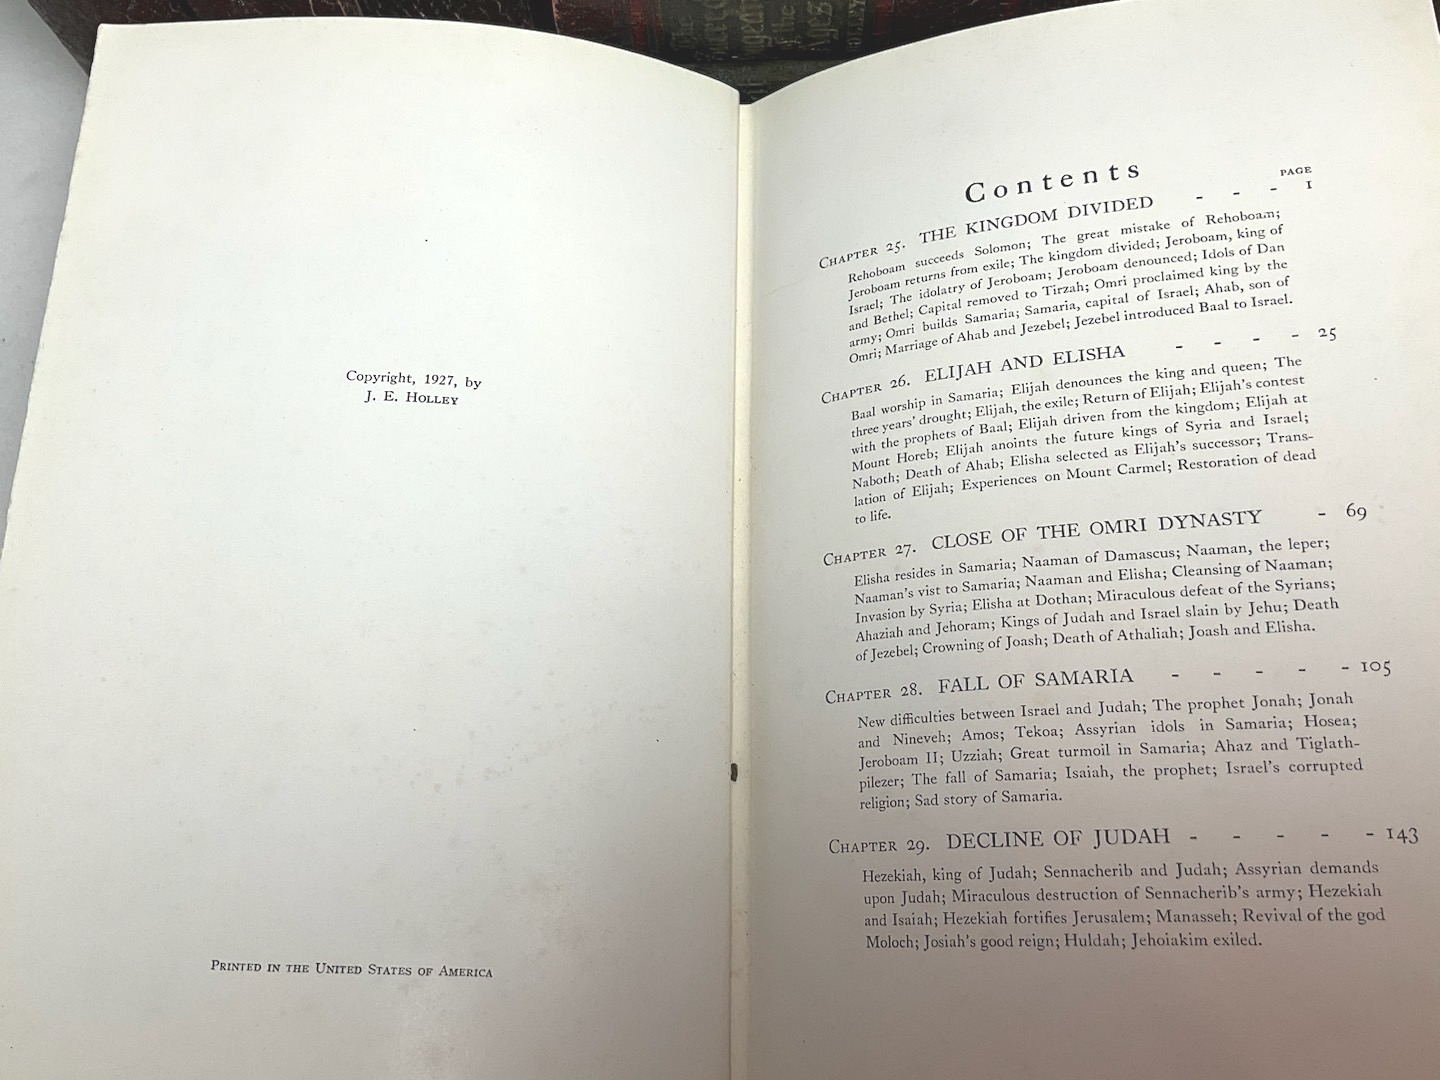 The
Ages
HOLLEY
Copyright, 1927, by
J. E. HOLLEY
PRINTED IN THE UNITED STATES OF AMERICA
Contents
PAGE
CHAPTER 25. THE KINGDOM DIVIDED - - - 1
Rehoboam succeeds Solomon; The great mistake of Rehoboam;
Jeroboam returns from exile; The kingdom divided; Jeroboam, king of
Israel; The idolatry of Jeroboam; Jeroboam denounced; Idols of Dan
and Bethel; Capital removed to Tirzah; Omri proclaimed king by the
army; Omri builds Samaria; Samaria, capital of Israel; Ahab, son of
Omri; Marriage of Ahab and Jezebel; Jezebel introduced Baal to Israel.
CHAPTER 26. ELIJAH AND ELISHA - - - - 25
Baal worship in Samaria; Elijah denounces the king and queen; The
three years' drought; Elijah, the exile; Return of Elijah; Elijah's contest
with the prophets of Baal; Elijah driven from the kingdom; Elijah at
Mount Horeb; Elijah anoints the future kings of Syria and Israel;
Naboth; Death of Ahab; Elisha selected as Elijah's successor; Trans-
lation of Elijah; Experiences on Mount Carmel; Restoration of dead
to life.
CHAPTER 27. CLOSE OF THE OMRI DYNASTY - 69
Elisha resides in Samaria; Naaman of Damascus; Naaman, the leper;
Naaman's vist to Samaria; Naaman and Elisha; Cleansing of Naaman;
Invasion by Syria; Elisha at Dothan; Miraculous defeat of the Syrians;
Ahaziah and Jehoram; Kings of Judah and Israel slain by Jehu; Death
of Jezebel; Crowning of Joash; Death of Athaliah; Joash and Elisha.
CHAPTER 28. FALL OF SAMARIA - - - - - 105
New difficulties between Israel and Judah; The prophet Jonah; Jonah
and Nineveh; Amos; Tekoa; Assyrian idols in Samaria; Hosea;
Jeroboam II; Uzziah; Great turmoil in Samaria; Ahaz and Tiglath-
pilezer; The fall of Samaria; Isaiah, the prophet; Israel's corrupted
religion; Sad story of Samaria.
CHAPTER 29. DECLINE OF JUDAH - - - - - 143
Hezekiah, king of Judah; Sennacherib and Judah; Assyrian demands
upon Judah; Miraculous destruction of Sennacherib's army; Hezekiah
and Isaiah; Hezekiah fortifies Jerusalem; Manasseh; Revival of the god
Moloch; Josiah's good reign; Huldah; Jehoiakim exiled.